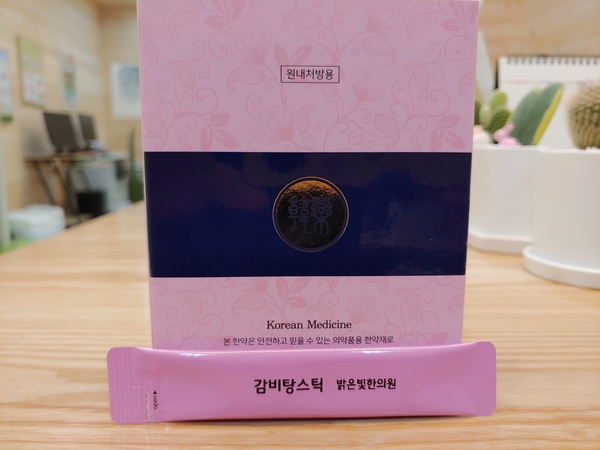 원내처방용
Korean Medicine
본 한약은 안전하고 믿을 수 있는 의약품용 한약재로
감비탕스틱 밝은빛한의원